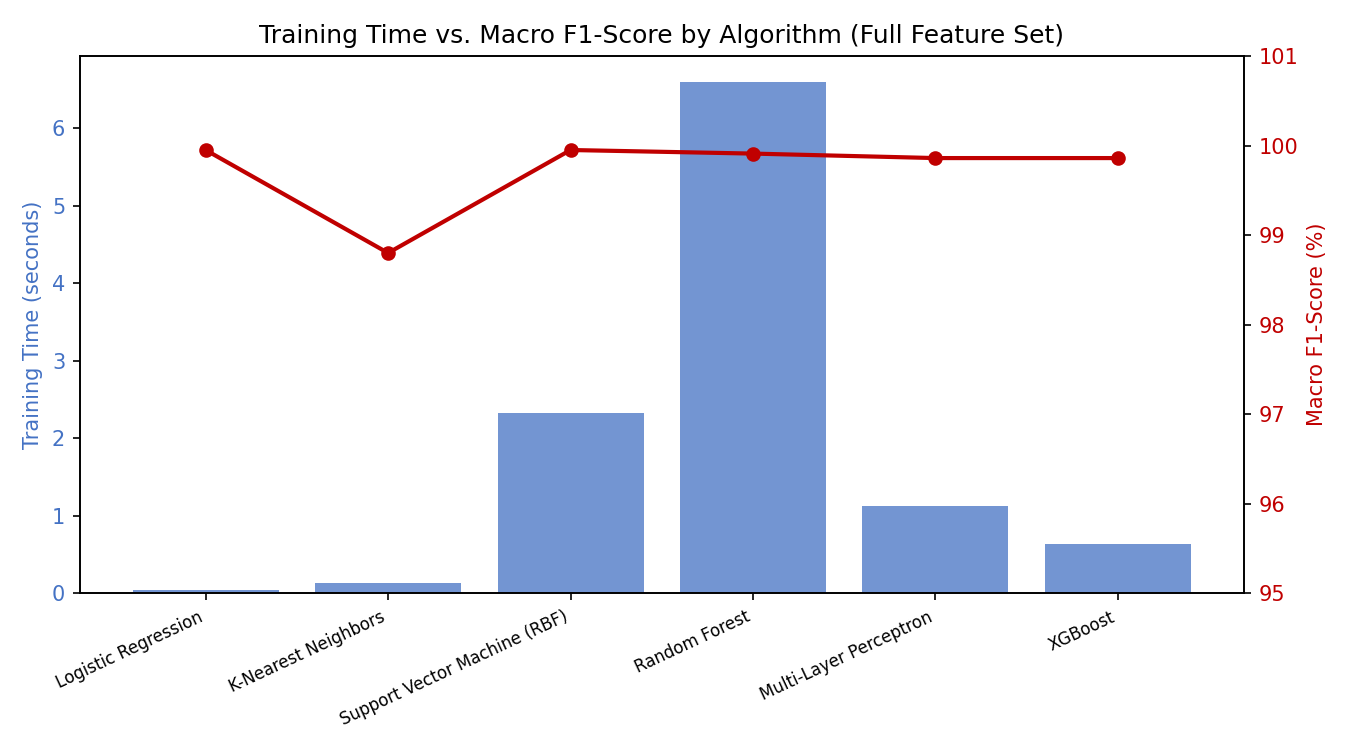 Training Time vs. Macro F1-Score by Algorithm (Full Feature Set)
Training Time (seconds)
6
5
4
3
2
1
0
101
100
99
98
97
96
95
Macro F1-Score (%)
Logistic Regression
K-Nearest Neighbors
Support Vector Machine (RBF)
Random Forest
Multi-Layer Perceptron
XGBoost